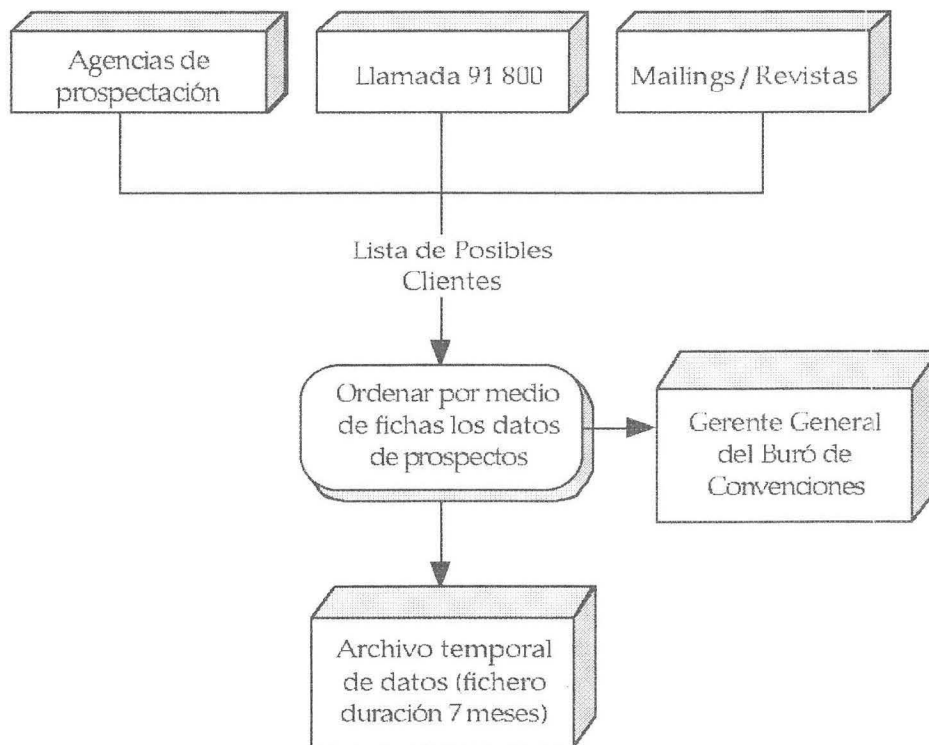 Agencias de
prospectación
Llamada 91 800
Mailings / Revistas
Lista de Posibles
Clientes
Ordenar por medio
de fichas los datos
de prospectos
Gerente General
del Buró de
Convenciones
Archivo temporal
de datos (fichero
duración 7 meses)